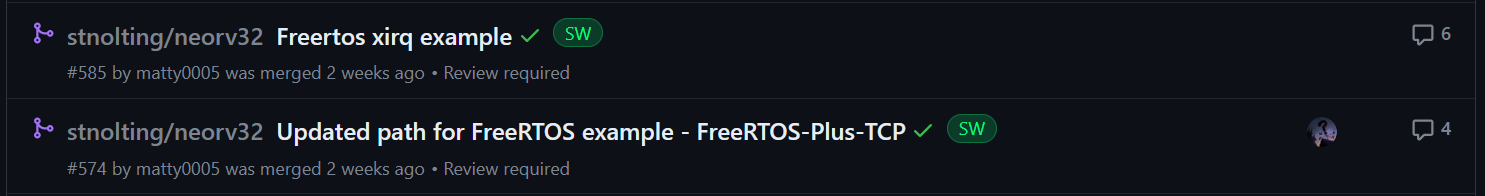 stnolting/neorv32 Freertos xirq example SW 6
#585 by matty0005 was merged 2 weeks ago • Review required
stnolting/neorv32 Updated path for FreeRTOS example - FreeRTOS-Plus-TCP SW 4
#574 by matty0005 was merged 2 weeks ago • Review required